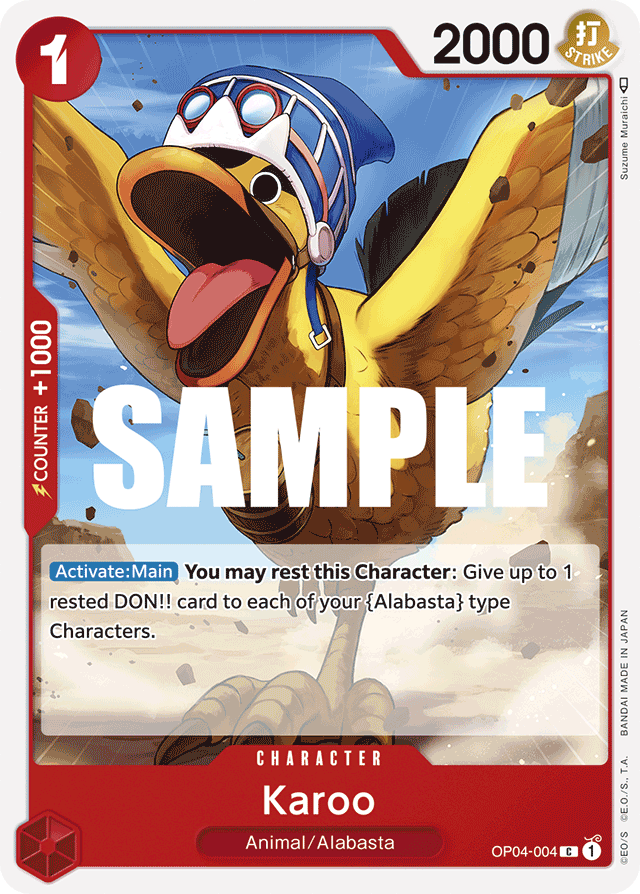 1
2000
打
STRIKE
Suzume Muraichi
COUNTER +1000
SAMPLE
Activate:Main You may rest this Character: Give up to 1
rested DON!! card to each of your {Alabasta} type
Characters.
CHARACTER
Karoo
Animal/Alabasta
OP04-004 C 1
©E.O/S ©E.O./S., T.A. BANDAI MADE IN JAPAN